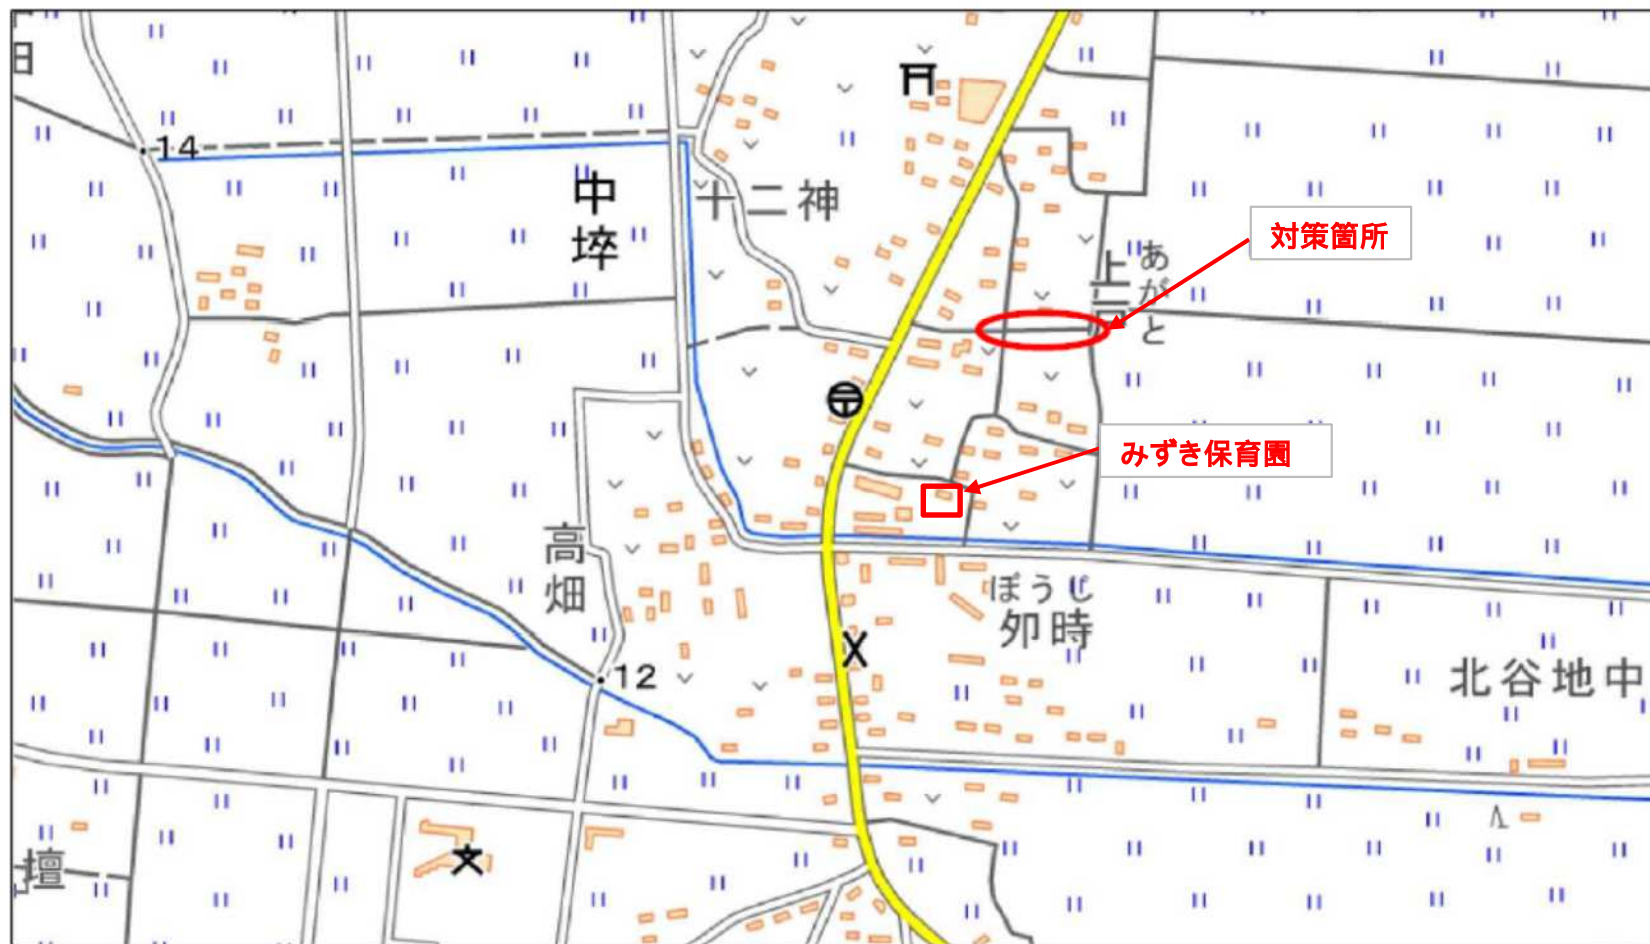 14
中埣
十二神
対策箇所
あがと
上戸
みずき保育園
高畑
ぼうじ
夘時
12
北谷地中
壇